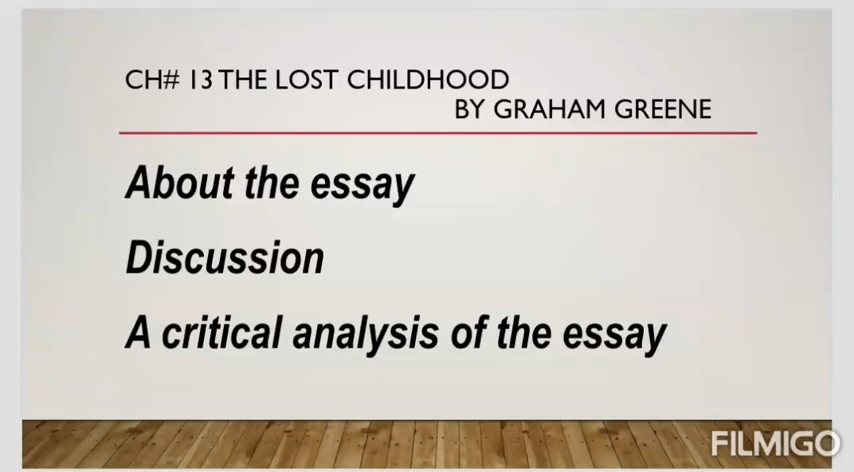 CH# 13 THE LOST CHILDHOOD
BY GRAHAM GREENE
About the essay
Discussion
A critical analysis of the essay
FILMIGO